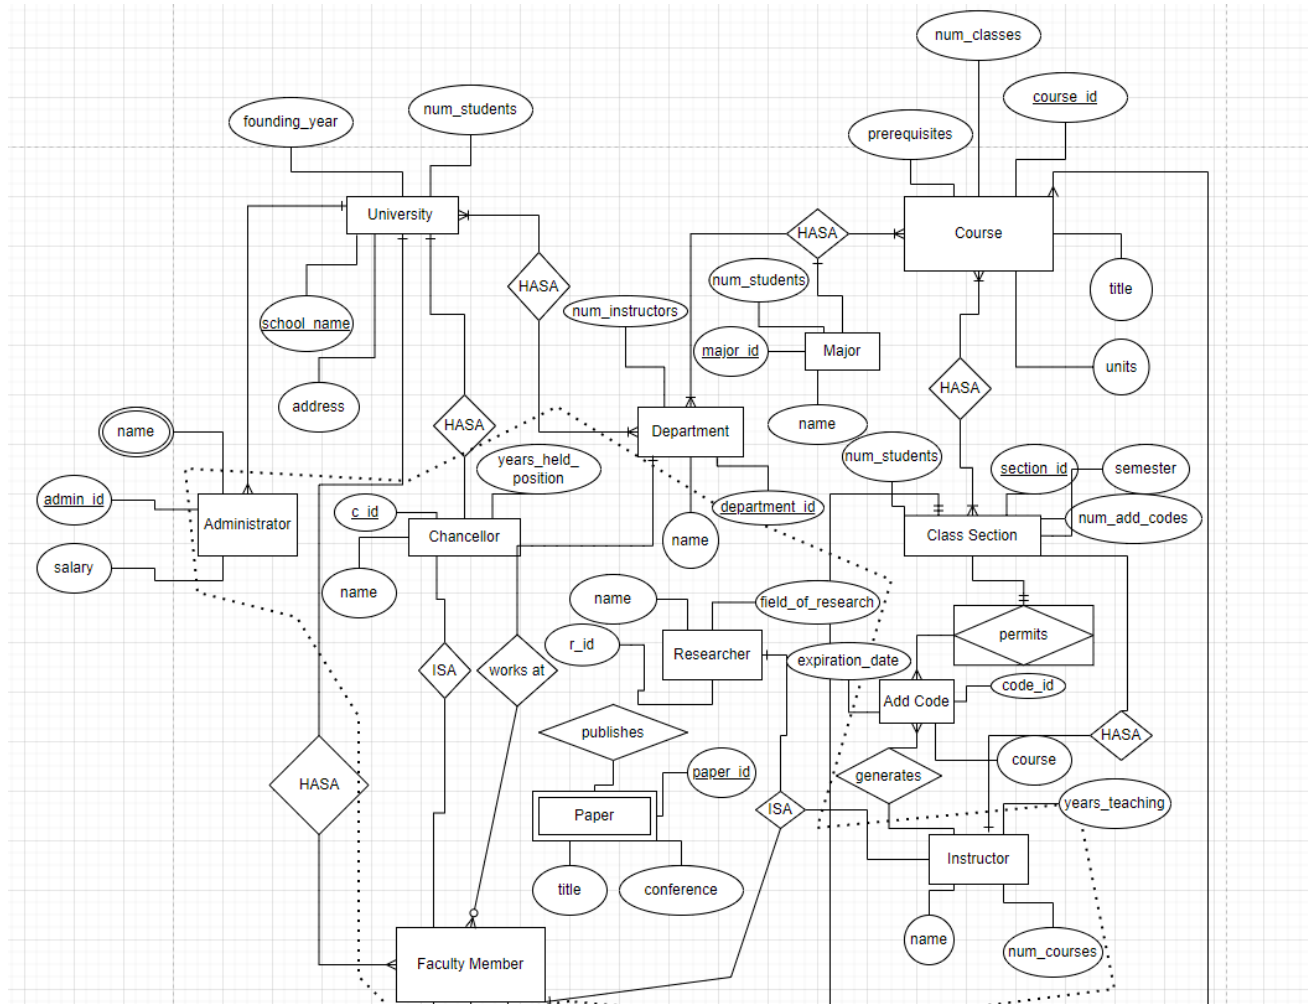 num_classes
course_id
num_students
founding_year
prerequisites
University
HASA
Course
HASA
num_students
title
num_instructors
school_name
major_id
Major
units
HASA
address
HASA
Department
name
name
num_students
years_held_
position
section_id
semester
admin_id
c_id
department_id
num_add_codes
Administrator
Chancellor
name
Class Section
salary
name
name
field_of_research
permits
r_id
Researcher
expiration_date
ISA
works at
code_id
Add Code
publishes
HASA
course
paper_id
generates
HASA
years_teaching
Paper
ISA
Instructor
title
conference
name
num_courses
Faculty Member